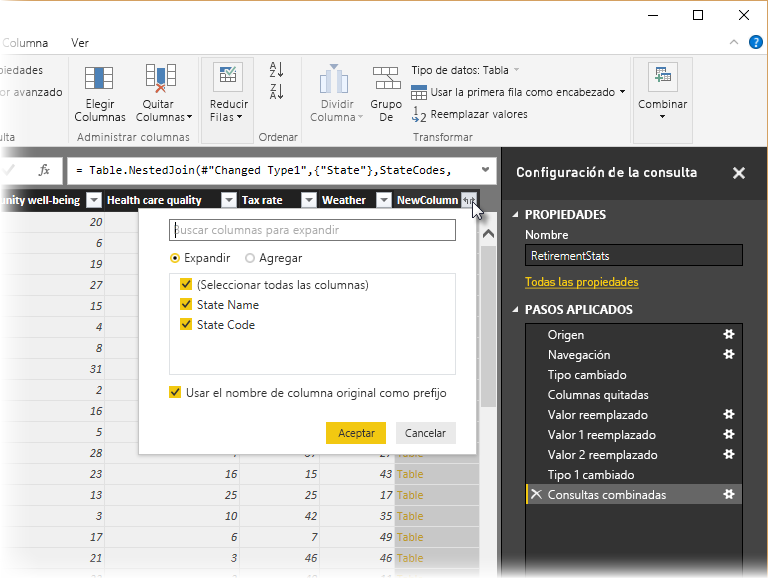 Columna Ver
piedades
or avanzado
lta
Elegir
Columnas
Quitar
Columnas
Administrar columnas
Reducir
Filas
Ordenar
Dividir
Columna
Grupo
De
Tipo de datos: Tabla
Usar la primera fila como encabezado
Reemplazar valores
Transformar
Combinar
fx = Table.NestedJoin(#"Changed Type1",{"State"},StateCodes,
nity well-being Health care quality Tax rate Weather NewColumn
20
6
19
27
15
4
8
31
2
16
5
28
23 16 15 43 Table
13 25 25 17 Table
3 10 42 35 Table
17 6 7 49 Table
21 3 46 46 Table
Buscar columnas para expandir
Expandir Agregar
(Seleccionar todas las columnas)
State Name
State Code
Usar el nombre de columna original como prefijo
Aceptar Cancelar
Configuración de la consulta
PROPIEDADES
Nombre
RetirementStats
Todas las propiedades
PASOS APLICADOS
Origen
Navegación
Tipo cambiado
Columnas quitadas
Valor reemplazado
Valor 1 reemplazado
Valor 2 reemplazado
Tipo 1 cambiado
Consultas combinadas